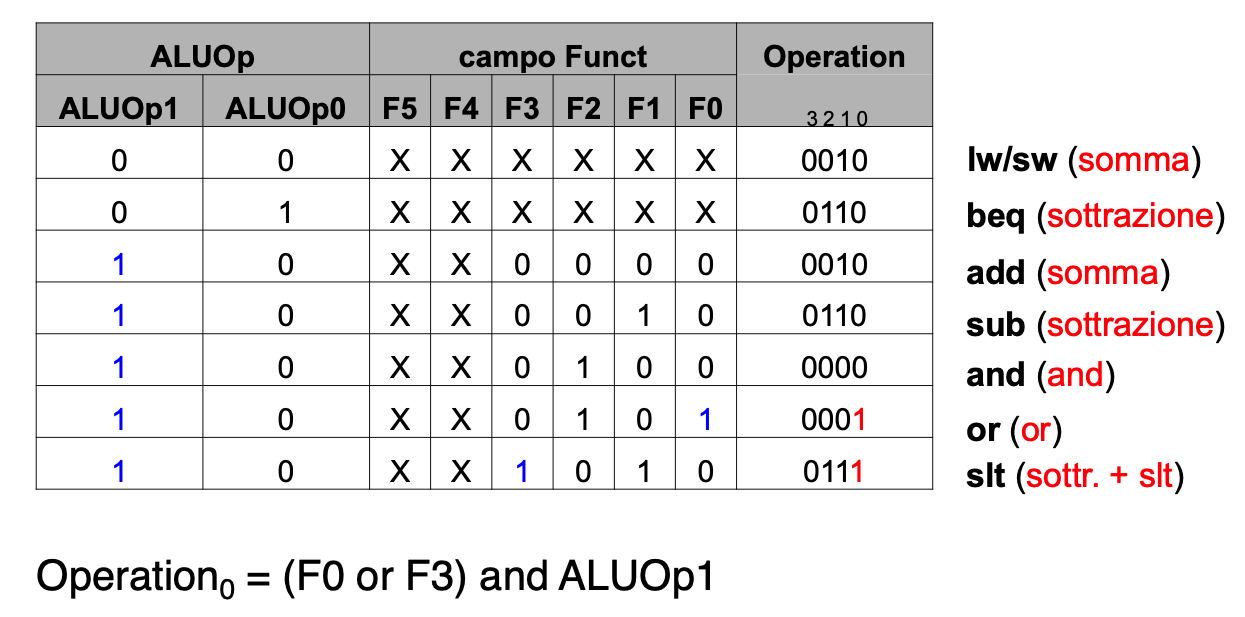 ALUOp campo Funct Operation
ALUOp1 ALUOp0 F5 F4 F3 F2 F1 F0 3 2 1 0
0 0 X X X X X X 0010 lw/sw (somma)
0 1 X X X X X X 0110 beq (sottrazione)
1 0 X X 0 0 0 0 0010 add (somma)
1 0 X X 0 0 1 0 0110 sub (sottrazione)
1 0 X X 0 1 0 0 0000 and (and)
1 0 X X 0 1 0 1 0001 or (or)
1 0 X X 1 0 1 0 0111 slt (sottr. + slt)
Operation₀ = (F0 or F3) and ALUOp1